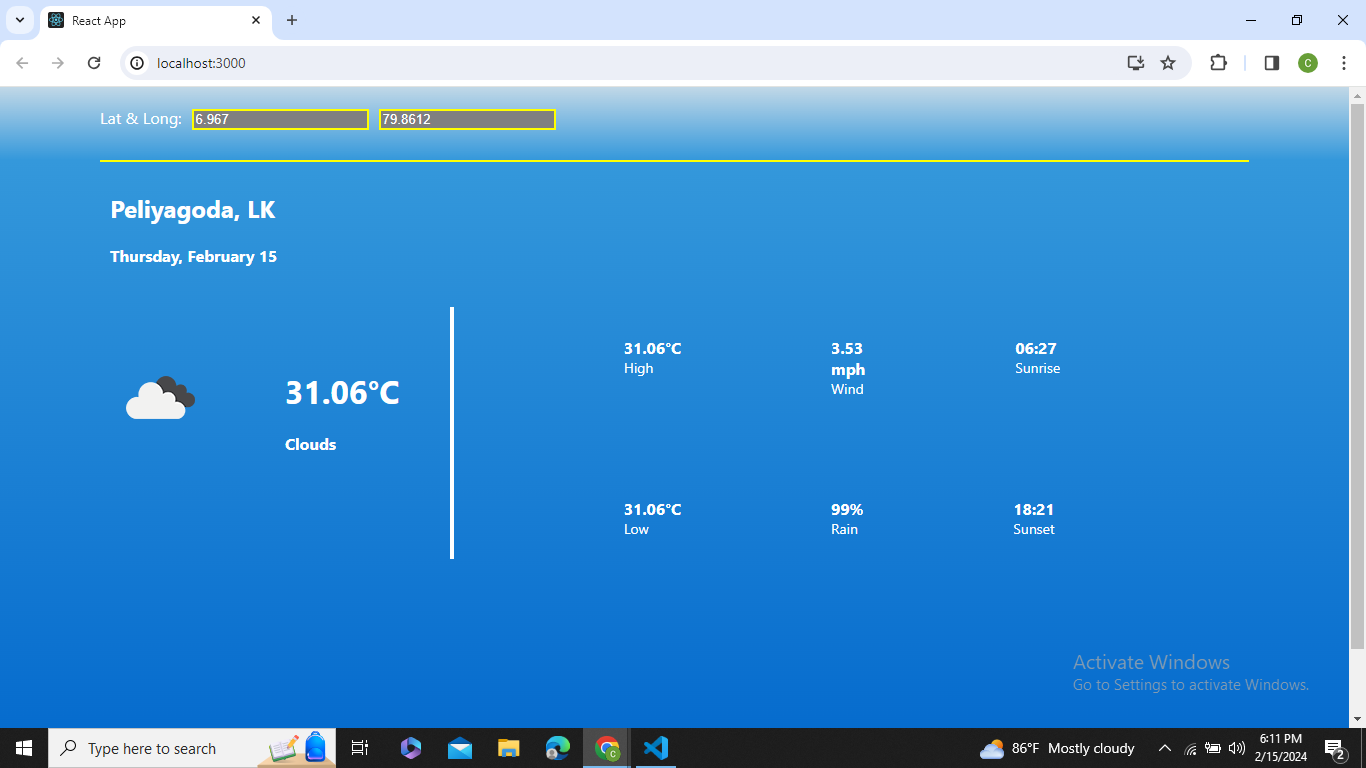 React App
localhost:3000
C
Lat & Long: 6.967 79.8612
Peliyagoda, LK
Thursday, February 15
31.06°C
Clouds
31.06°C
High
3.53
mph
Wind
06:27
Sunrise
31.06°C
Low
99%
Rain
18:21
Sunset
Activate Windows
Go to Settings to activate Windows.
Type here to search
C
86°F Mostly cloudy
6:11 PM
2/15/2024
2